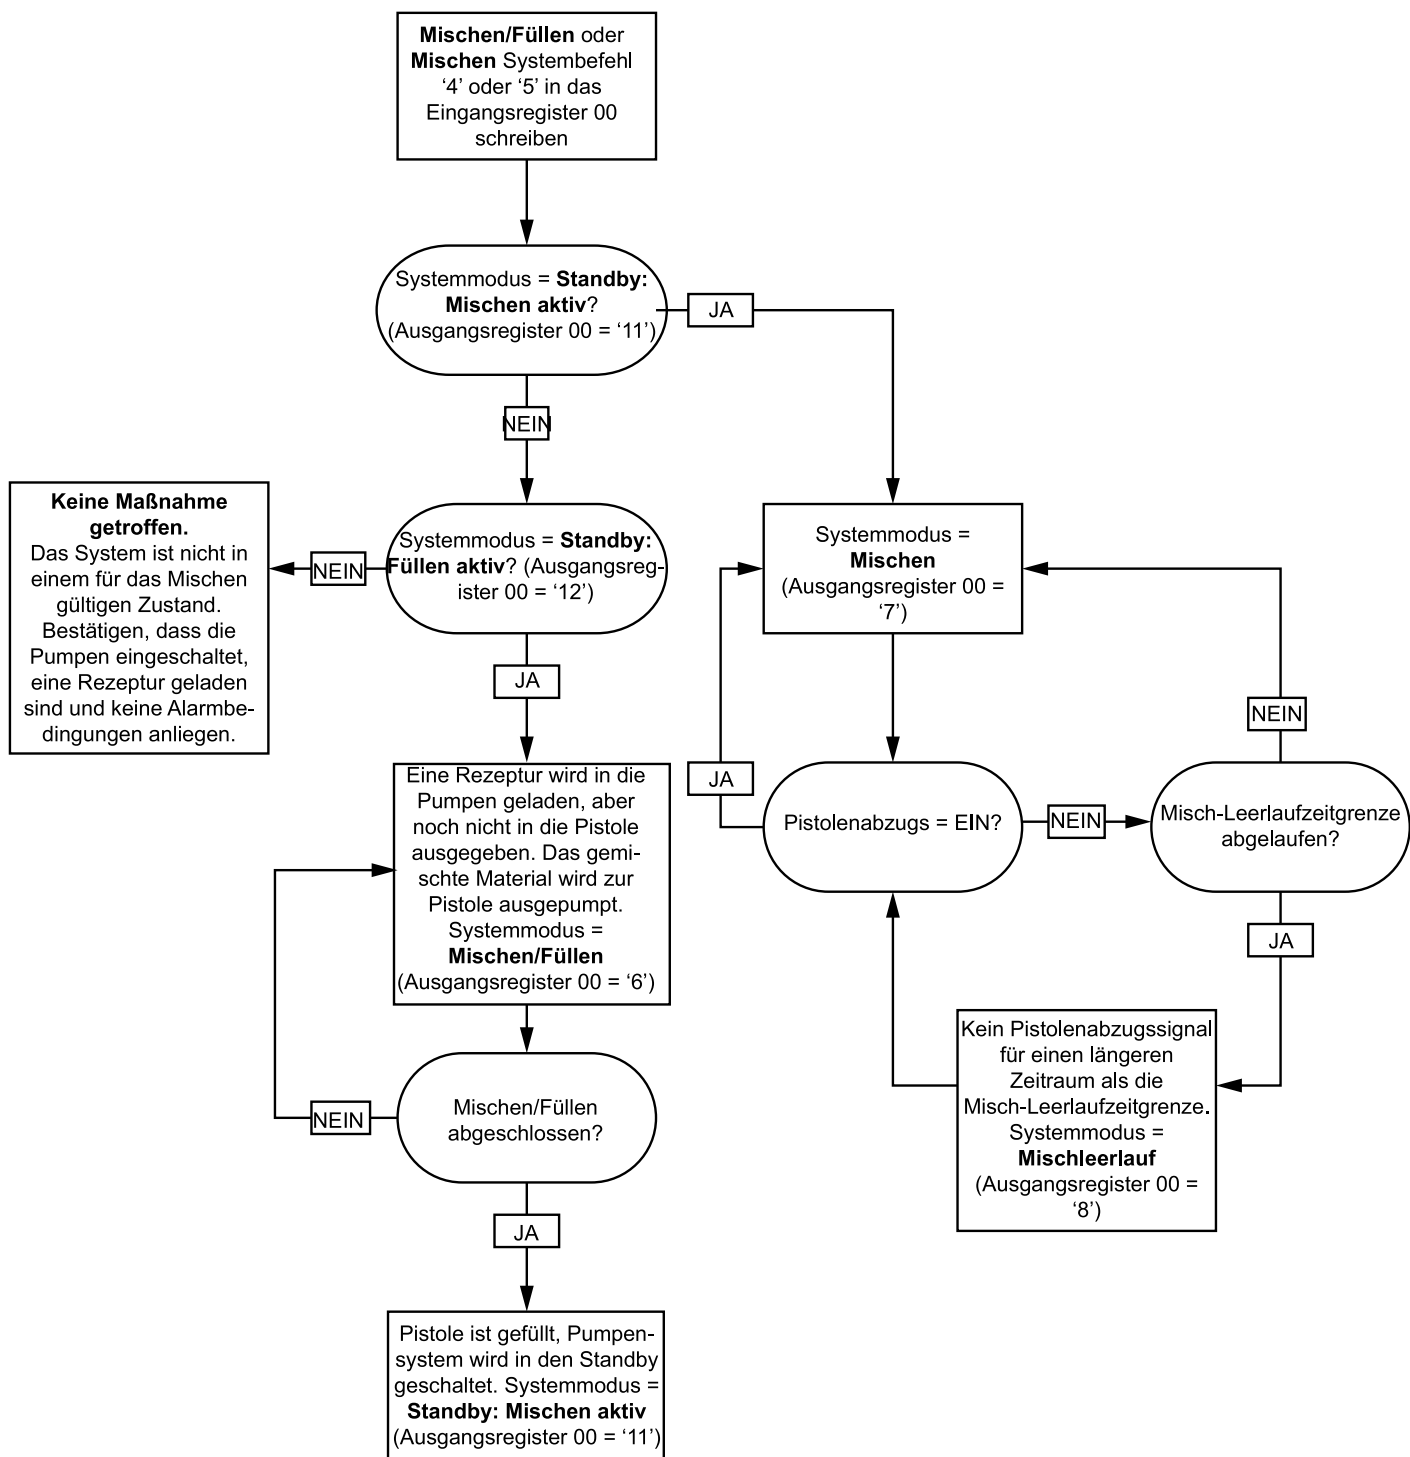 Mischen/Füllen oder
Mischen Systembefehl
‘4’ oder ‘5’ in das
Eingangsregister 00
schreiben
Systemmodus = Standby:
Mischen aktiv?
(Ausgangsregister 00 = ‘11’)
JA
NEIN
Keine Maßnahme
getroffen.
Das System ist nicht in
einem für das Mischen
gültigen Zustand.
Bestätigen, dass die
Pumpen eingeschaltet,
eine Rezeptur geladen
sind und keine Alarmbe-
dingungen anliegen.
NEIN
Systemmodus = Standby:
Füllen aktiv? (Ausgangsreg-
ister 00 = ‘12’)
JA
Systemmodus =
Mischen
(Ausgangsregister 00 =
‘7’)
JA
Pistolenabzugs = EIN?
NEIN
NEIN
Misch-Leerlaufzeitgrenze
abgelaufen?
JA
Eine Rezeptur wird in die
Pumpen geladen, aber
noch nicht in die Pistole
ausgegeben. Das gemi-
schte Material wird zur
Pistole ausgepumpt.
Systemmodus =
Mischen/Füllen
(Ausgangsregister 00 = ‘6’)
Kein Pistolenabzugssignal
für einen längeren
Zeitraum als die
Misch-Leerlaufzeitgrenze.
Systemmodus =
Mischleerlauf
(Ausgangsregister 00 =
‘8’)
NEIN
Mischen/Füllen
abgeschlossen?
JA
Pistole ist gefüllt, Pumpen-
system wird in den Standby
geschaltet. Systemmodus =
Standby: Mischen aktiv
(Ausgangsregister 00 = ‘11’)